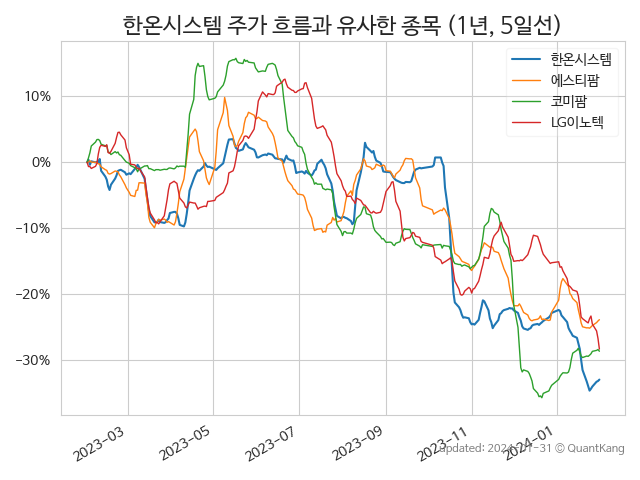 한온시스템 주가 흐름과 유사한 종목 (1년, 5일선)
한온시스템
에스티팜
코미팜
LG이노텍
10%
0%
−10%
−20%
−30%
2023-03
2023-05
2023-07
2023-09
2023-11
2024-01
Updated: 2024-01-31 © QuantKang